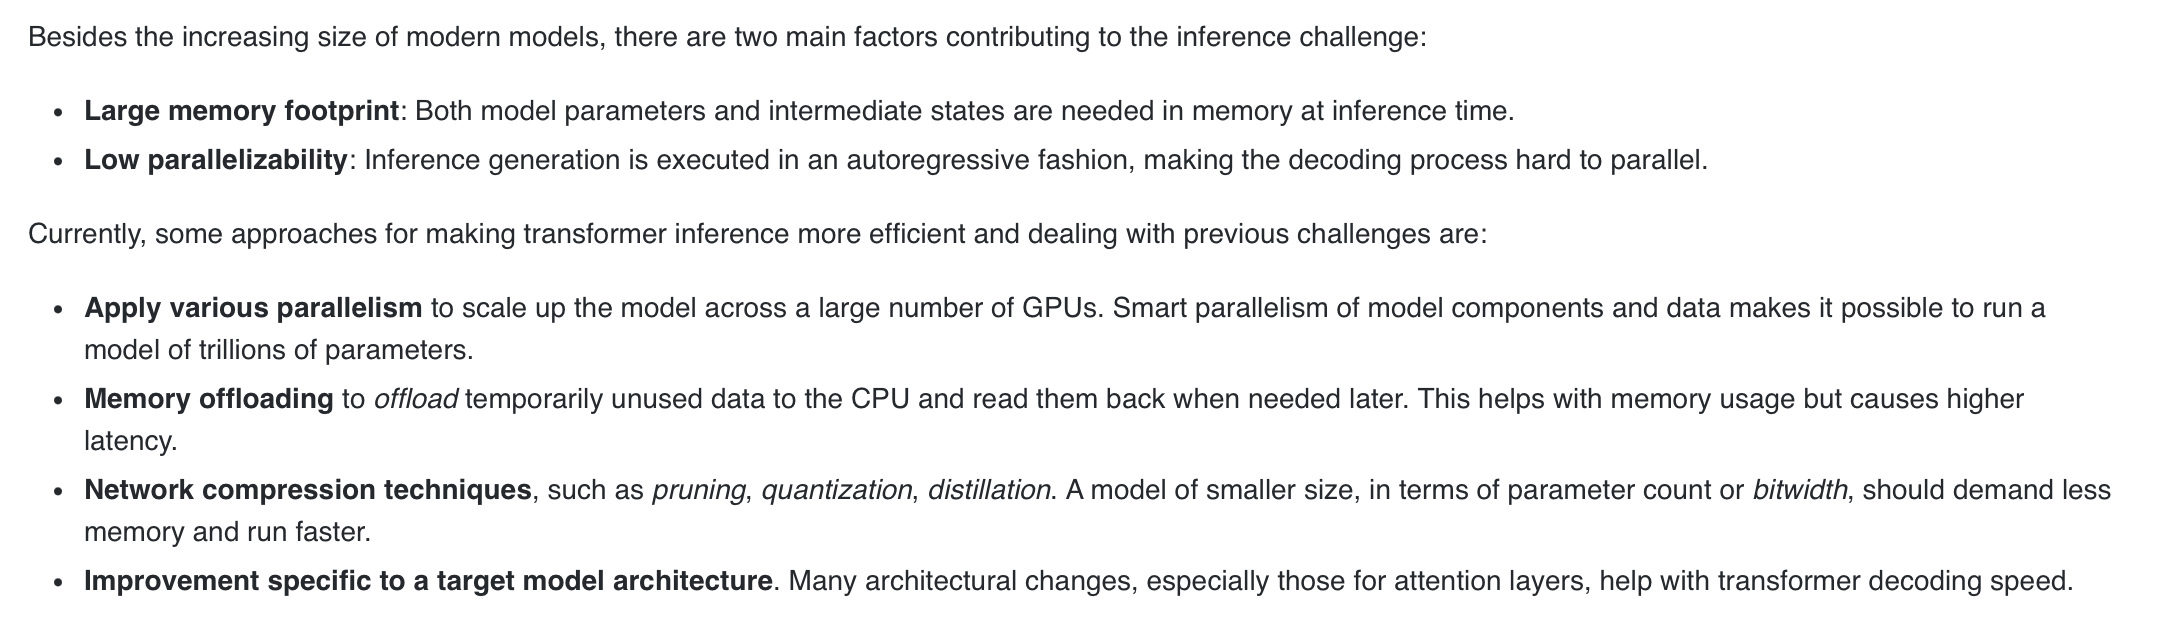 Besides the increasing size of modern models, there are two main factors contributing to the inference challenge:
• Large memory footprint: Both model parameters and intermediate states are needed in memory at inference time.
• Low parallelizability: Inference generation is executed in an autoregressive fashion, making the decoding process hard to parallel.
Currently, some approaches for making transformer inference more efficient and dealing with previous challenges are:
• Apply various parallelism to scale up the model across a large number of GPUs. Smart parallelism of model components and data makes it possible to run a
model of trillions of parameters.
• Memory offloading to offload temporarily unused data to the CPU and read them back when needed later. This helps with memory usage but causes higher
latency.
• Network compression techniques, such as pruning, quantization, distillation. A model of smaller size, in terms of parameter count or bitwidth, should demand less
memory and run faster.
• Improvement specific to a target model architecture. Many architectural changes, especially those for attention layers, help with transformer decoding speed.